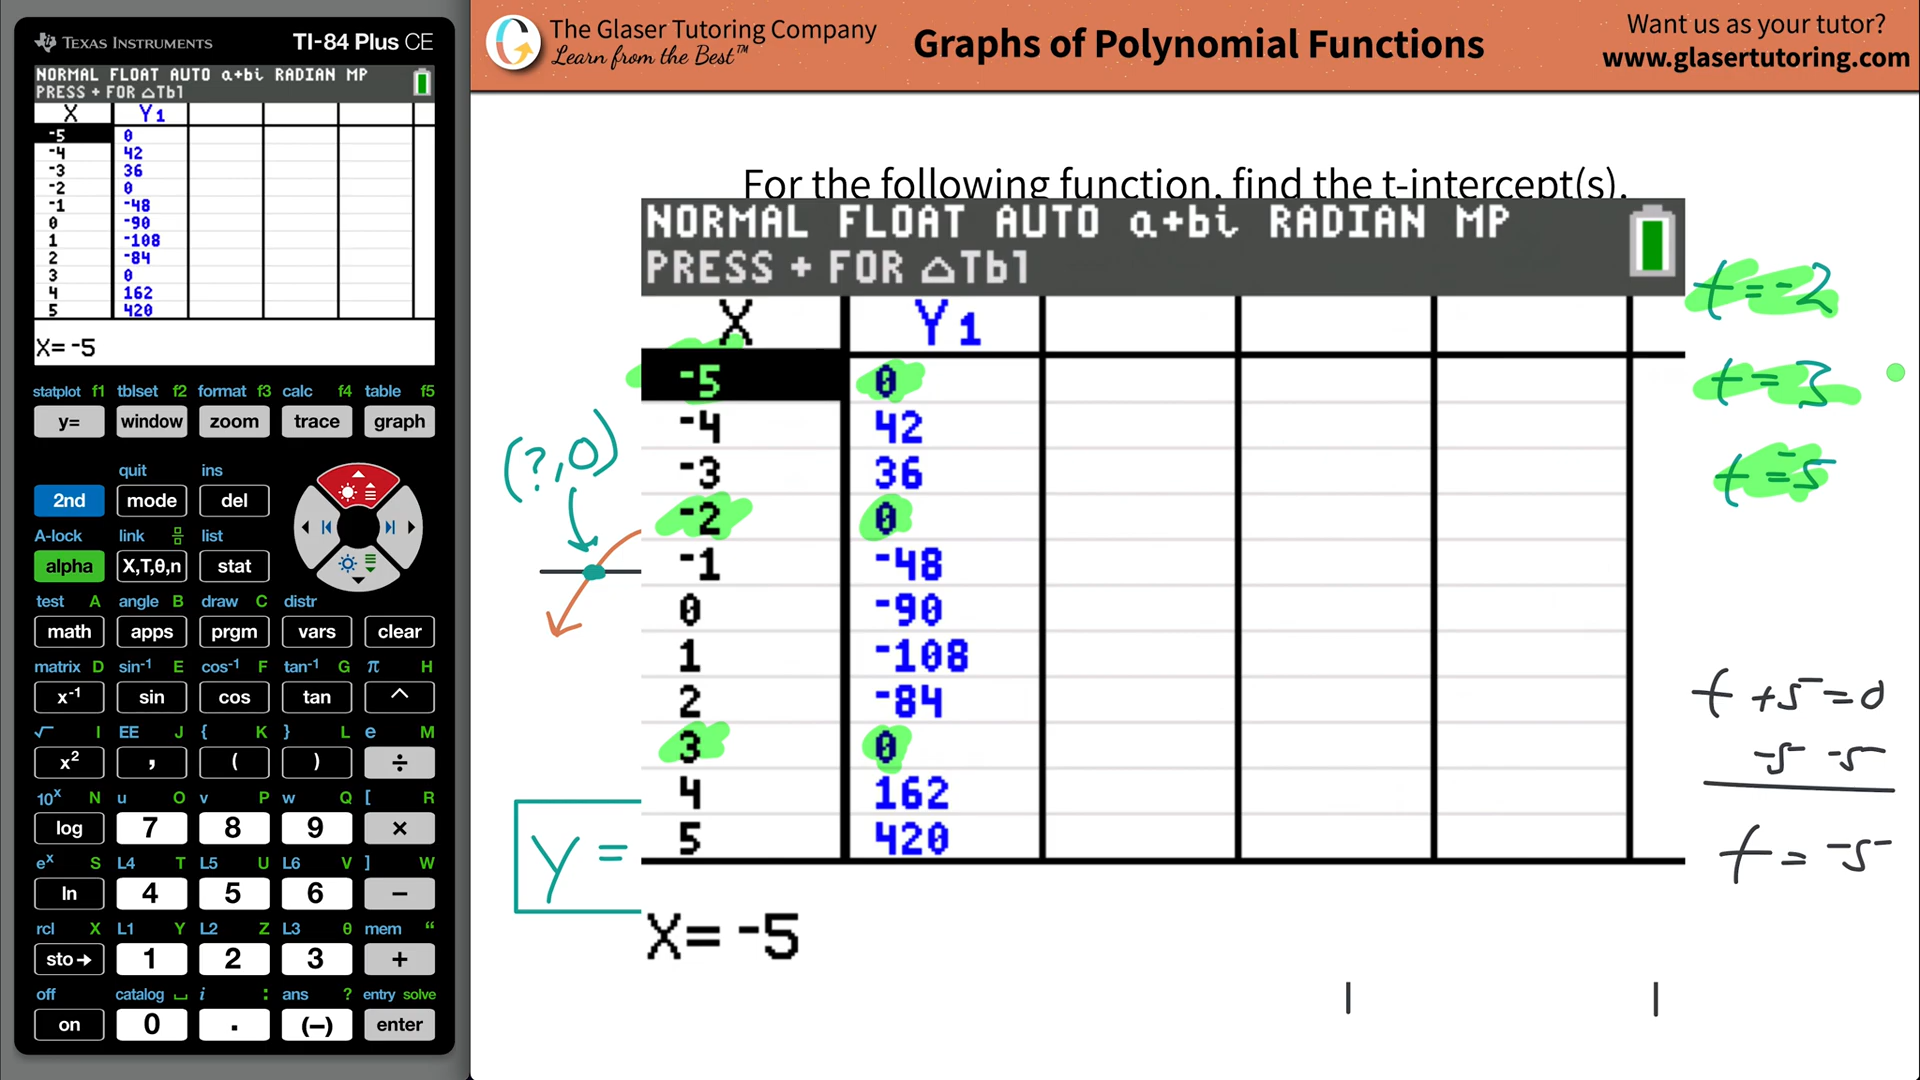 TEXAS INSTRUMENTS TI-84 Plus CE
NORMAL FLOAT AUTO a+bi RADIAN MP
PRESS + FOR △Tbl
X Y1
-5 0
-4 42
-3 36
-2 0
-1 -48
0 -90
1 -108
2 -84
3 0
4 162
5 420
X= -5
statplot f1 tblset f2 format f3 calc f4 table f5
y= window zoom trace graph
quit ins
2nd mode del
A-lock link list
alpha X,T,θ,n stat
test A angle B draw C distr
math apps prgm vars clear
matrix D sin⁻¹ E cos⁻¹ F tan⁻¹ G π H
x⁻¹ sin cos tan ^
√ I EE J { K } L e M
x² , ( ) ÷
10ˣ N u O v P w Q [ R
log 7 8 9 ×
eˣ S L4 T L5 U L6 V ] W
ln 4 5 6 −
rcl X L1 Y L2 Z L3 θ mem “
sto→ 1 2 3 +
off catalog ⎵ i : ans ? entry solve
on 0 . (−) enter
The Glaser Tutoring Company
Learn from the Best™
Graphs of Polynomial Functions
Want us as your tutor?
www.glasertutoring.com
For the following function, find the t-intercept(s).
NORMAL FLOAT AUTO a+bi RADIAN MP
PRESS + FOR △Tbl
X Y1
-5 0
-4 42
-3 36
-2 0
-1 -48
0 -90
1 -108
2 -84
3 0
4 162
5 420
X= -5
(?,0)
y =
t = -2
t = 3
t = -5
t +5 = 0
-5 -5
t = -5